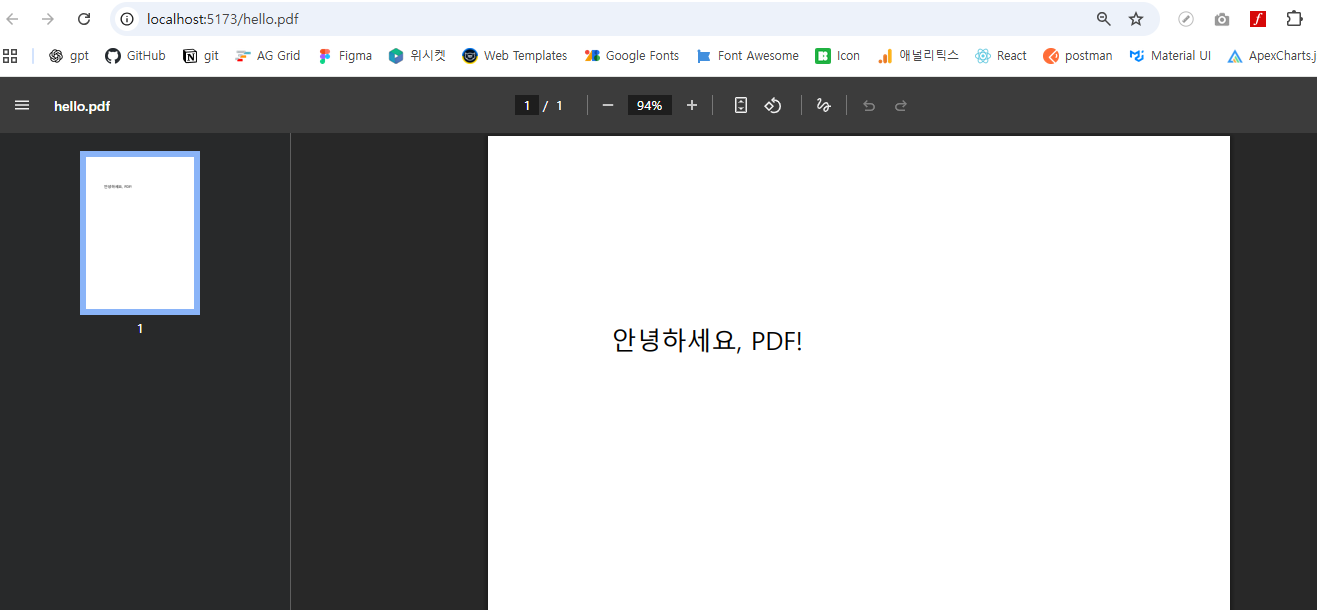 localhost:5173/hello.pdf
gpt GitHub git AG Grid Figma 위시켓 Web Templates Google Fonts Font Awesome Icon 애널리틱스 React postman Material UI ApexCharts.j
hello.pdf 1 / 1 94%
안녕하세요, PDF!
1
안녕하세요, PDF!